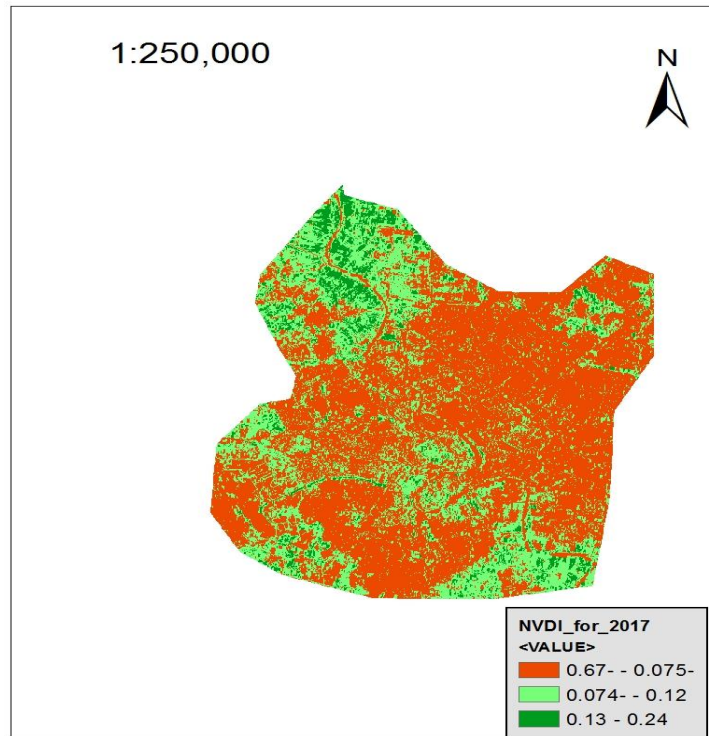 1:250,000
N
NVDI_for_2017
<VALUE>
0.67- - 0.075-
0.074- - 0.12
0.13 - 0.24